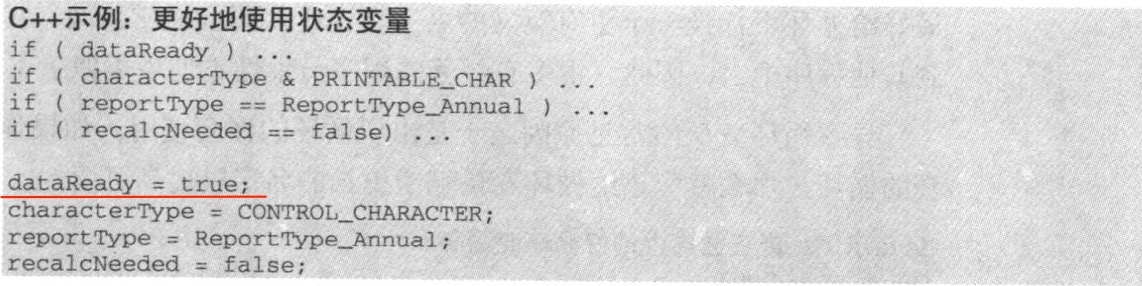 C++示例：更好地使用状态变量
if ( dataReady ) ...
if ( characterType & PRINTABLE_CHAR ) ...
if ( reportType == ReportType_Annual ) ...
if ( recalcNeeded == false) ...
dataReady = true;
characterType = CONTROL_CHARACTER;
reportType = ReportType_Annual;
recalcNeeded = false;